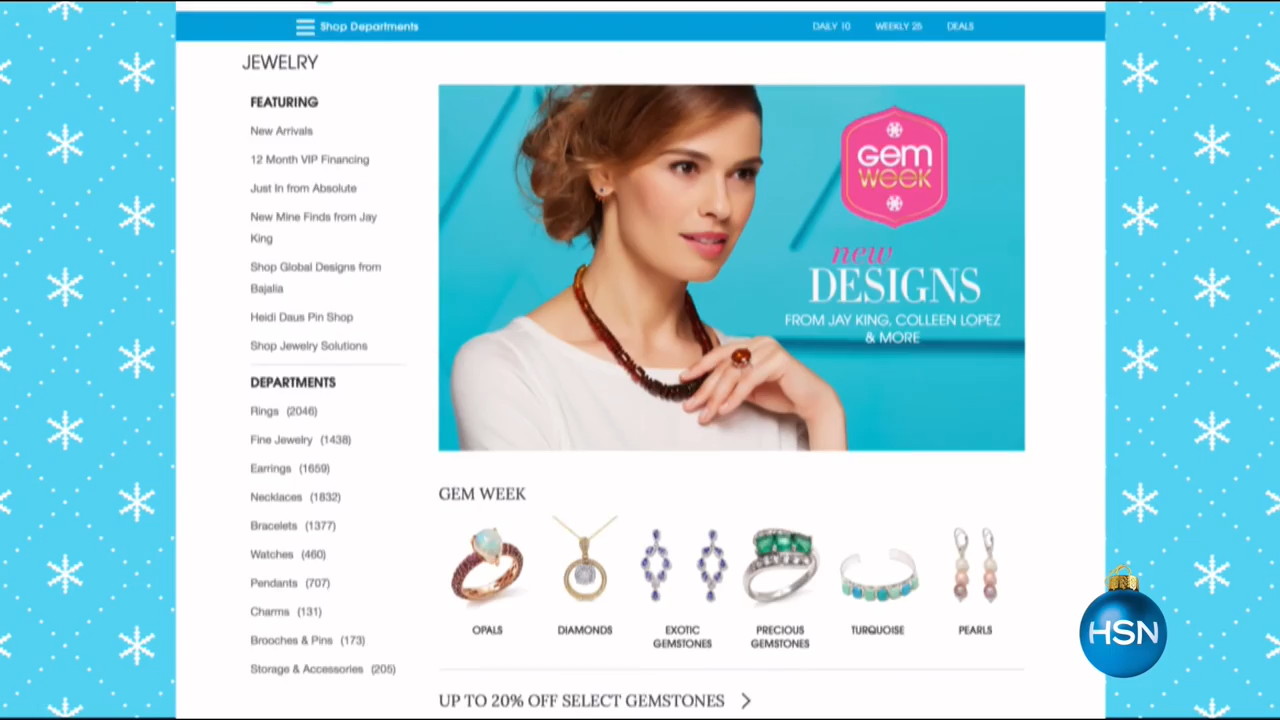 Shop Departments
DAILY 10
WEEKLY 25
DEALS
JEWELRY
FEATURING
New Arrivals
12 Month VIP Financing
Just In from Absolute
New Mine Finds from Jay
King
Shop Global Designs from
Bajalia
Heidi Daus Pin Shop
Shop Jewelry Solutions
DEPARTMENTS
Rings (2046)
Fine Jewelry (1438)
Earrings (1659)
Necklaces (1832)
Bracelets (1377)
Watches (460)
Pendants (707)
Charms (131)
Brooches & Pins (173)
Storage & Accessories (205)
GEM
WEEK
new
DESIGNS
FROM JAY KING, COLLEEN LOPEZ
& MORE
GEM WEEK
OPALS
DIAMONDS
EXOTIC
GEMSTONES
PRECIOUS
GEMSTONES
TURQUOISE
PEARLS
UP TO 20% OFF SELECT GEMSTONES
HSN